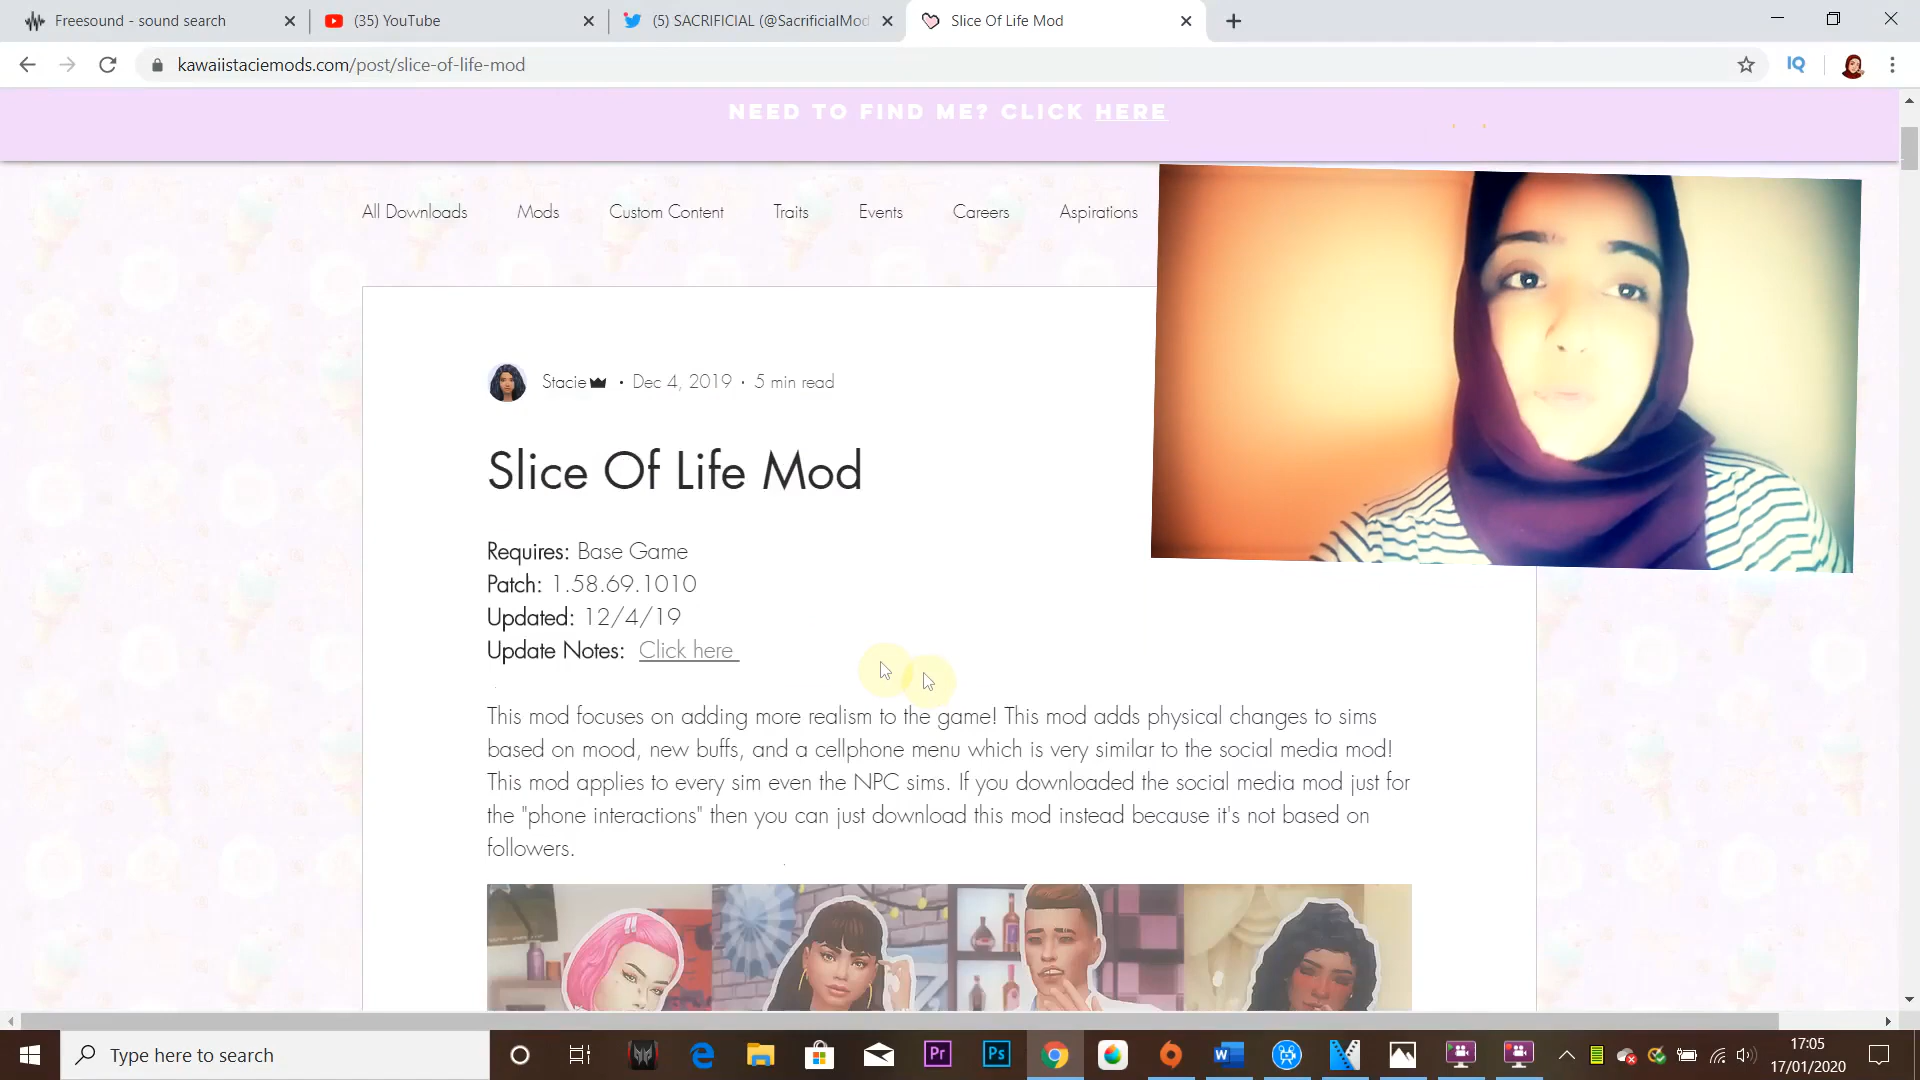 Freesound - sound search
(35) YouTube
(5) SACRIFICIAL (@SacrificialMod
Slice Of Life Mod
kawaiistaciemods.com/post/slice-of-life-mod
IQ
NEED TO FIND ME? CLICK HERE
All Downloads Mods Custom Content Traits Events Careers Aspirations
Stacie · Dec 4, 2019 · 5 min read
Slice Of Life Mod
Requires: Base Game
Patch: 1.58.69.1010
Updated: 12/4/19
Update Notes: Click here
This mod focuses on adding more realism to the game! This mod adds physical changes to sims
based on mood, new buffs, and a cellphone menu which is very similar to the social media mod!
This mod applies to every sim even the NPC sims. If you downloaded the social media mod just for
the "phone interactions" then you can just download this mod instead because it's not based on
followers.
Type here to search
Pr
Ps
17:05
17/01/2020